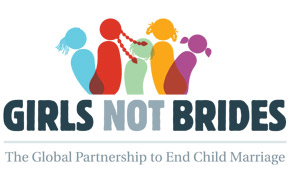 GIRLS NOT BRIDES
The Global Partnership to End Child Marriage